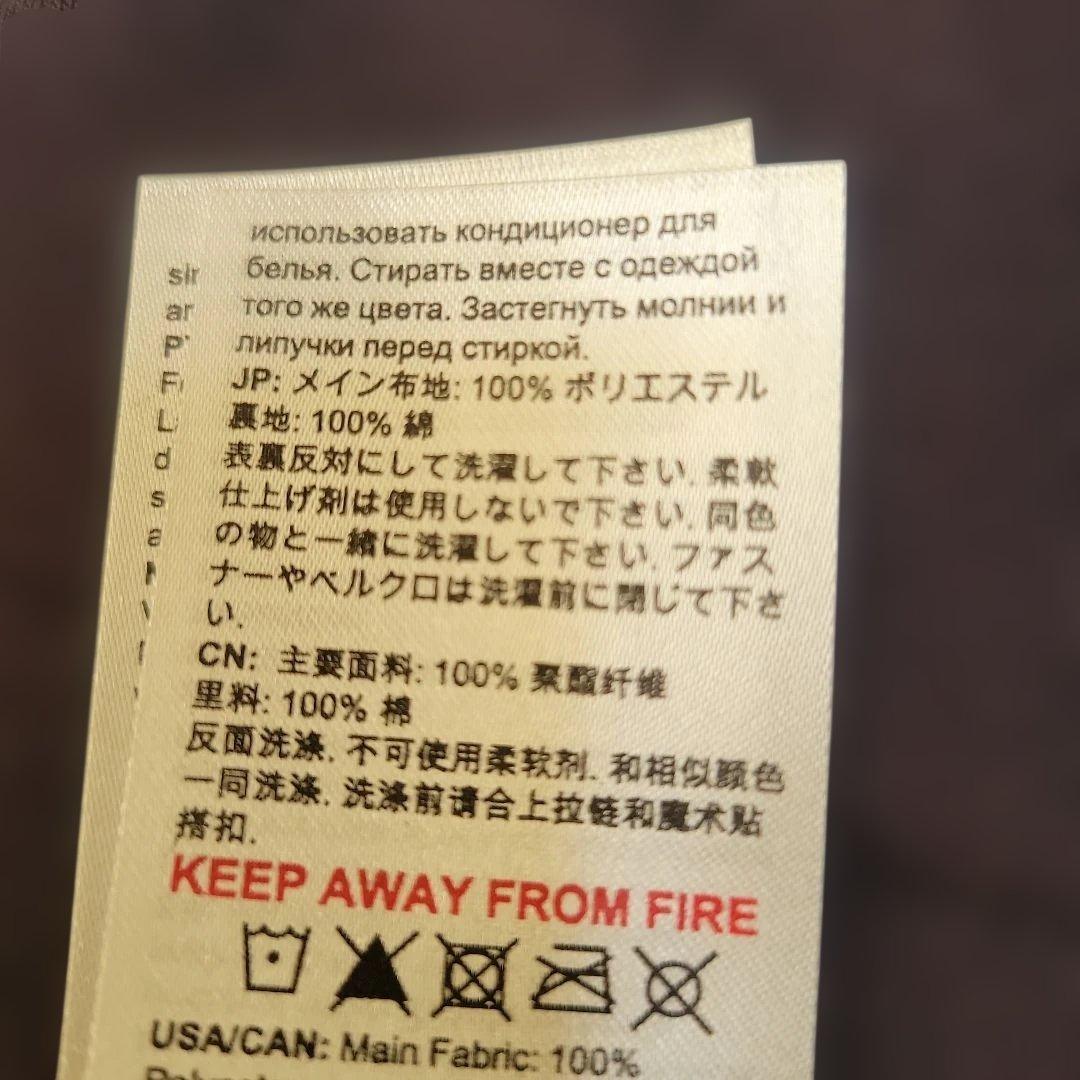 использовать кондиционер для
белья. Стирать вместе с одеждой
того же цвета. Застегнуть молнии и
липучки перед стиркой.
JP: メイン布地: 100% ポリエステル
裏地: 100% 綿
表裏反対にして洗濯して下さい. 柔軟
仕上げ剤は使用しないで下さい. 同色
の物と一緒に洗濯して下さい. ファス
ナーやベルクロは洗濯前に閉じて下さ
い.
CN: 主要面料: 100% 聚酯纤维
里料: 100% 棉
反面洗涤. 不可使用柔软剂. 和相似颜色
一同洗涤. 洗涤前请合上拉链和魔术贴
搭扣.
KEEP AWAY FROM FIRE
USA/CAN: Main Fabric: 100%